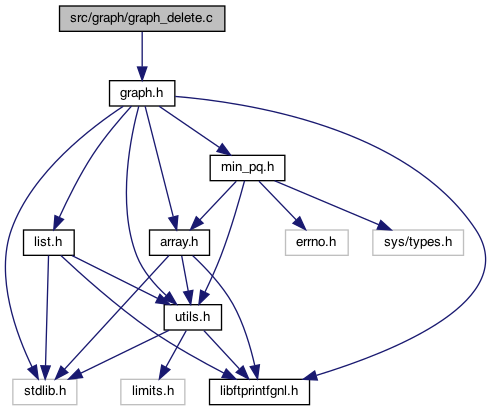 src/graph/graph_delete.c
graph.h
min_pq.h
list.h
array.h
errno.h
sys/types.h
utils.h
stdlib.h
limits.h
libftprintfgnl.h